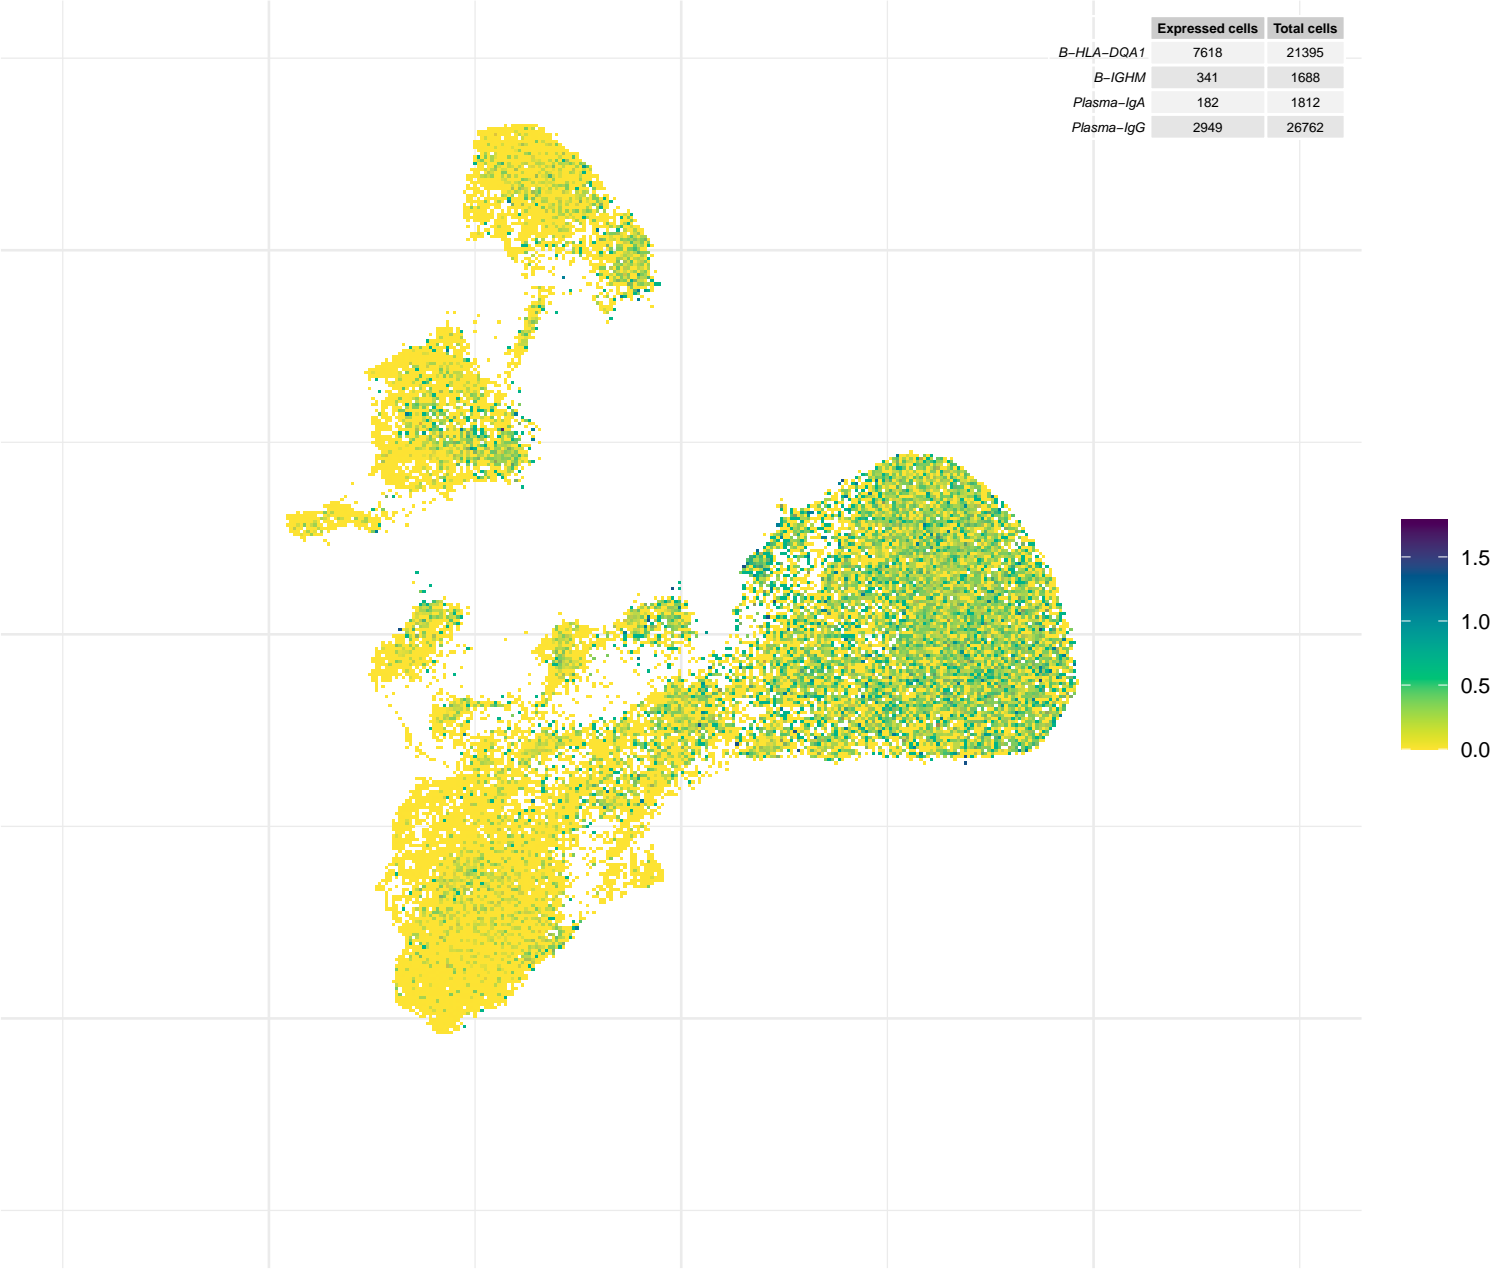 Expressed cells Total cells
B−HLA−DQA1 7618 21395
B−IGHM 341 1688
Plasma−IgA 182 1812
Plasma−IgG 2949 26762
1.5
1.0
0.5
0.0